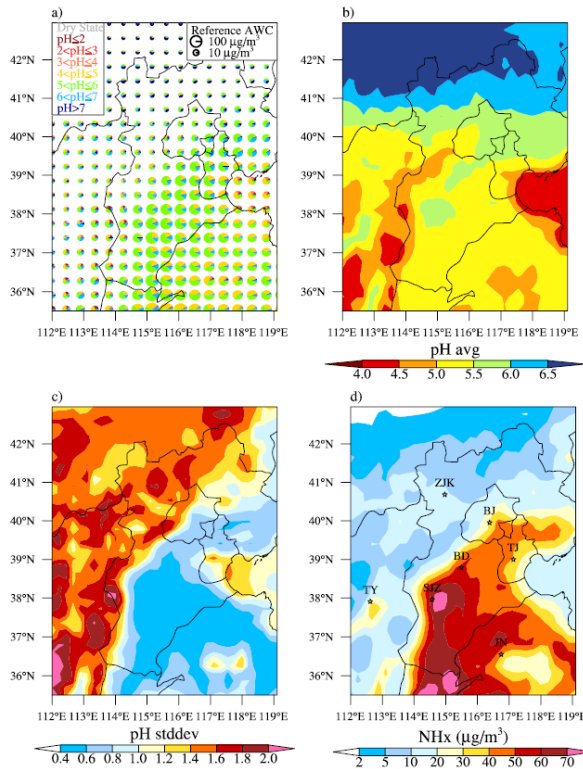 a)
Dry State
pH≤2
2<pH≤3
3<pH≤4
4<pH≤5
5<pH≤6
6<pH≤7
pH>7
Reference AWC
100 µg/m³
10 µg/m³
42°N
41°N
40°N
39°N
38°N
37°N
36°N
112°E 113°E 114°E 115°E 116°E 117°E 118°E 119°E
b)
42°N
41°N
40°N
39°N
38°N
37°N
36°N
112°E 113°E 114°E 115°E 116°E 117°E 118°E 119°E
pH avg
4.0 4.5 5.0 5.5 6.0 6.5
c)
42°N
41°N
40°N
39°N
38°N
37°N
36°N
112°E 113°E 114°E 115°E 116°E 117°E 118°E 119°E
pH stddev
0.4 0.6 0.8 1.0 1.2 1.4 1.6 1.8 2.0
d)
42°N
41°N
40°N
39°N
38°N
37°N
36°N
ZJK
BJ
TJ
BD
SJZ
TY
JN
112°E 113°E 114°E 115°E 116°E 117°E 118°E 119°E
NHx (µg/m³)
2 5 10 20 30 40 50 60 70